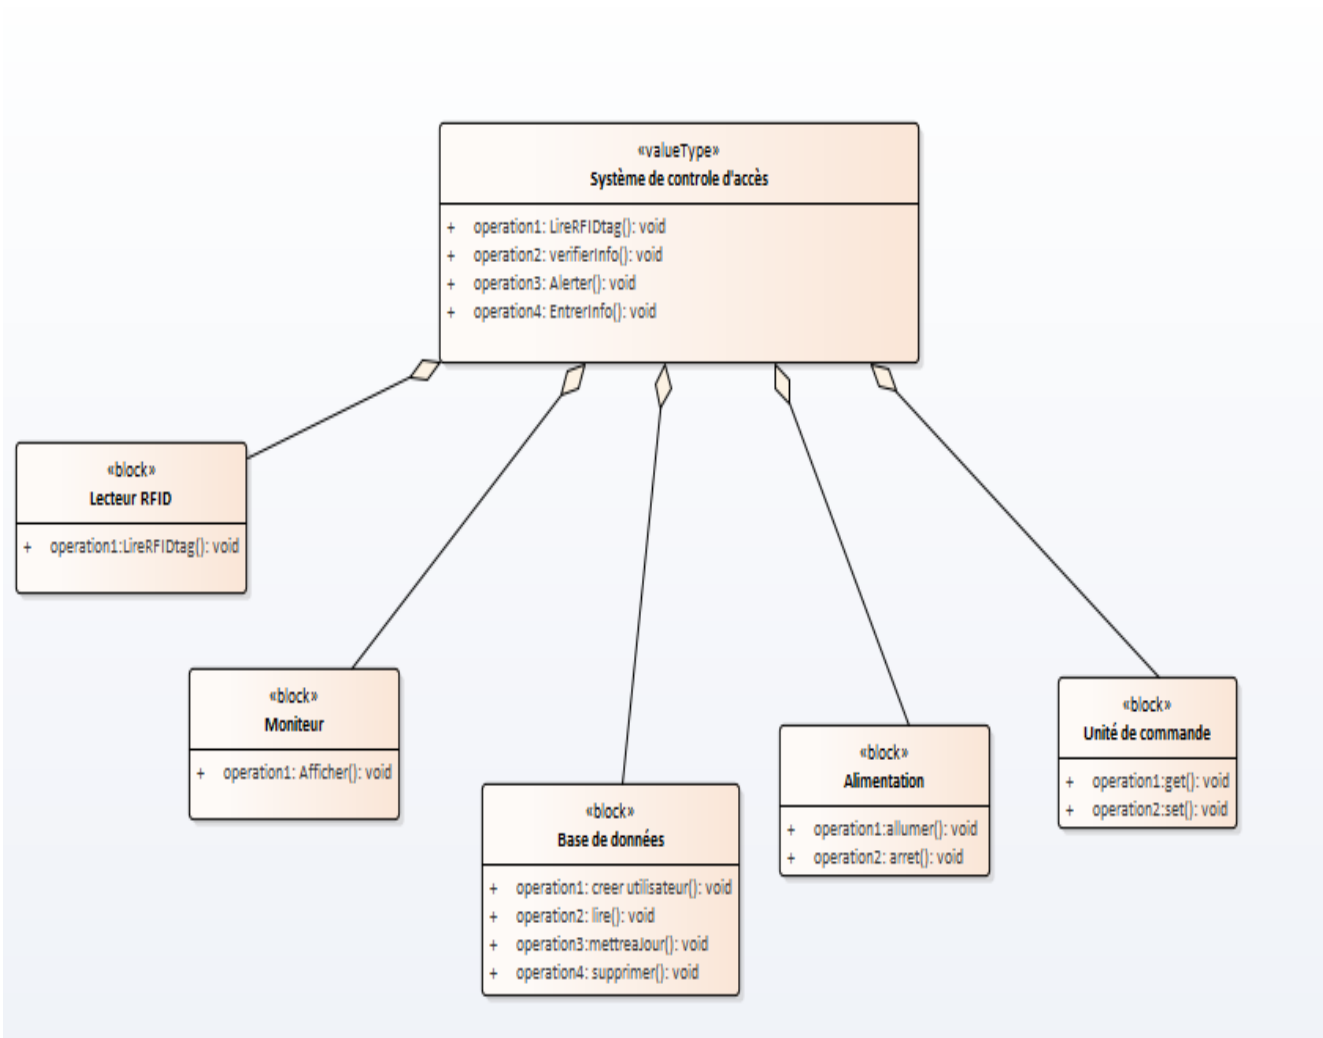 «valueType»
Système de controle d'accès
+ operation1: LireRFIDtag(): void
+ operation2: verifierInfo(): void
+ operation3: Alerter(): void
+ operation4: EntrerInfo(): void
«block»
Lecteur RFID
+ operation1:LireRFIDtag(): void
«block»
Moniteur
+ operation1: Afficher(): void
«block»
Base de données
+ operation1: creer utilisateur(): void
+ operation2: lire(): void
+ operation3:mettreaJour(): void
+ operation4: supprimer(): void
«block»
Alimentation
+ operation1:allumer(): void
+ operation2: arret(): void
«block»
Unité de commande
+ operation1:get(): void
+ operation2:set(): void